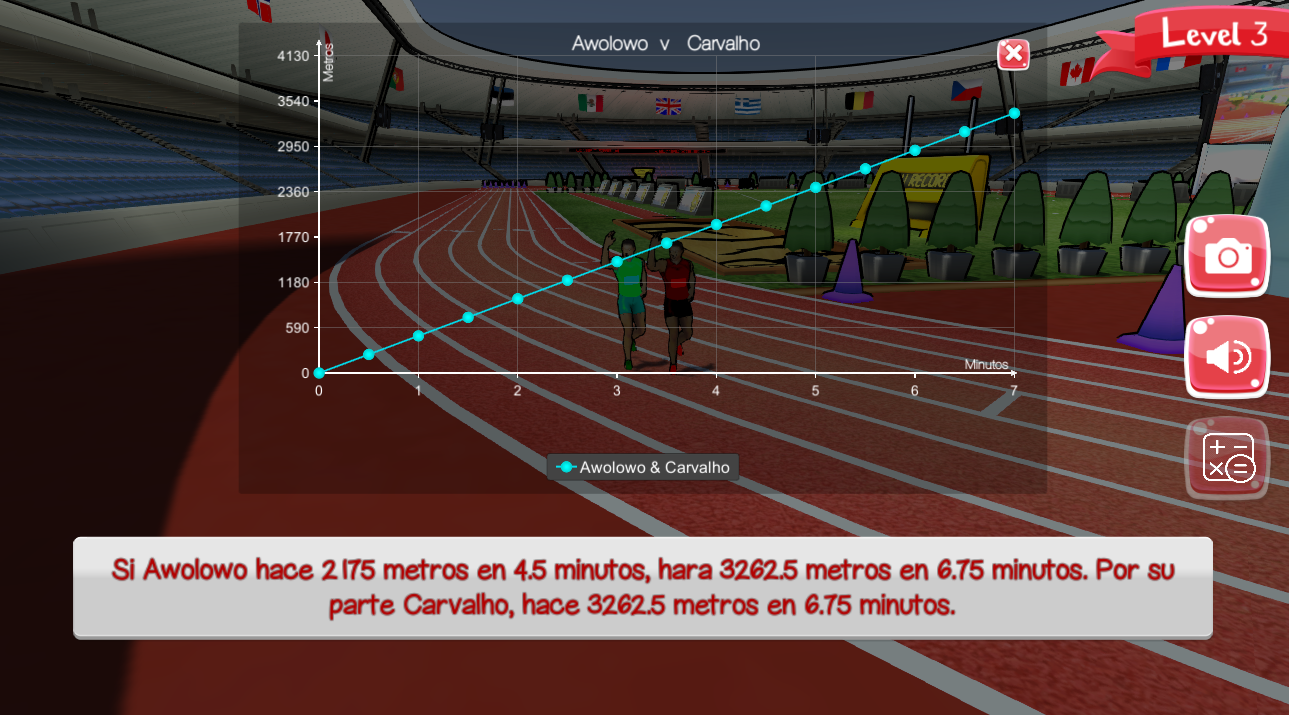 Level 3
Awolowo v Carvalho
Metros
4130
3540
2950
2360
1770
1180
590
0
0 1 2 3 4 5 6 7
Minutos
Awolowo & Carvalho
Si Awolowo hace 2175 metros en 4.5 minutos, hara 3262.5 metros en 6.75 minutos. Por su
parte Carvalho, hace 3262.5 metros en 6.75 minutos.
RECORD